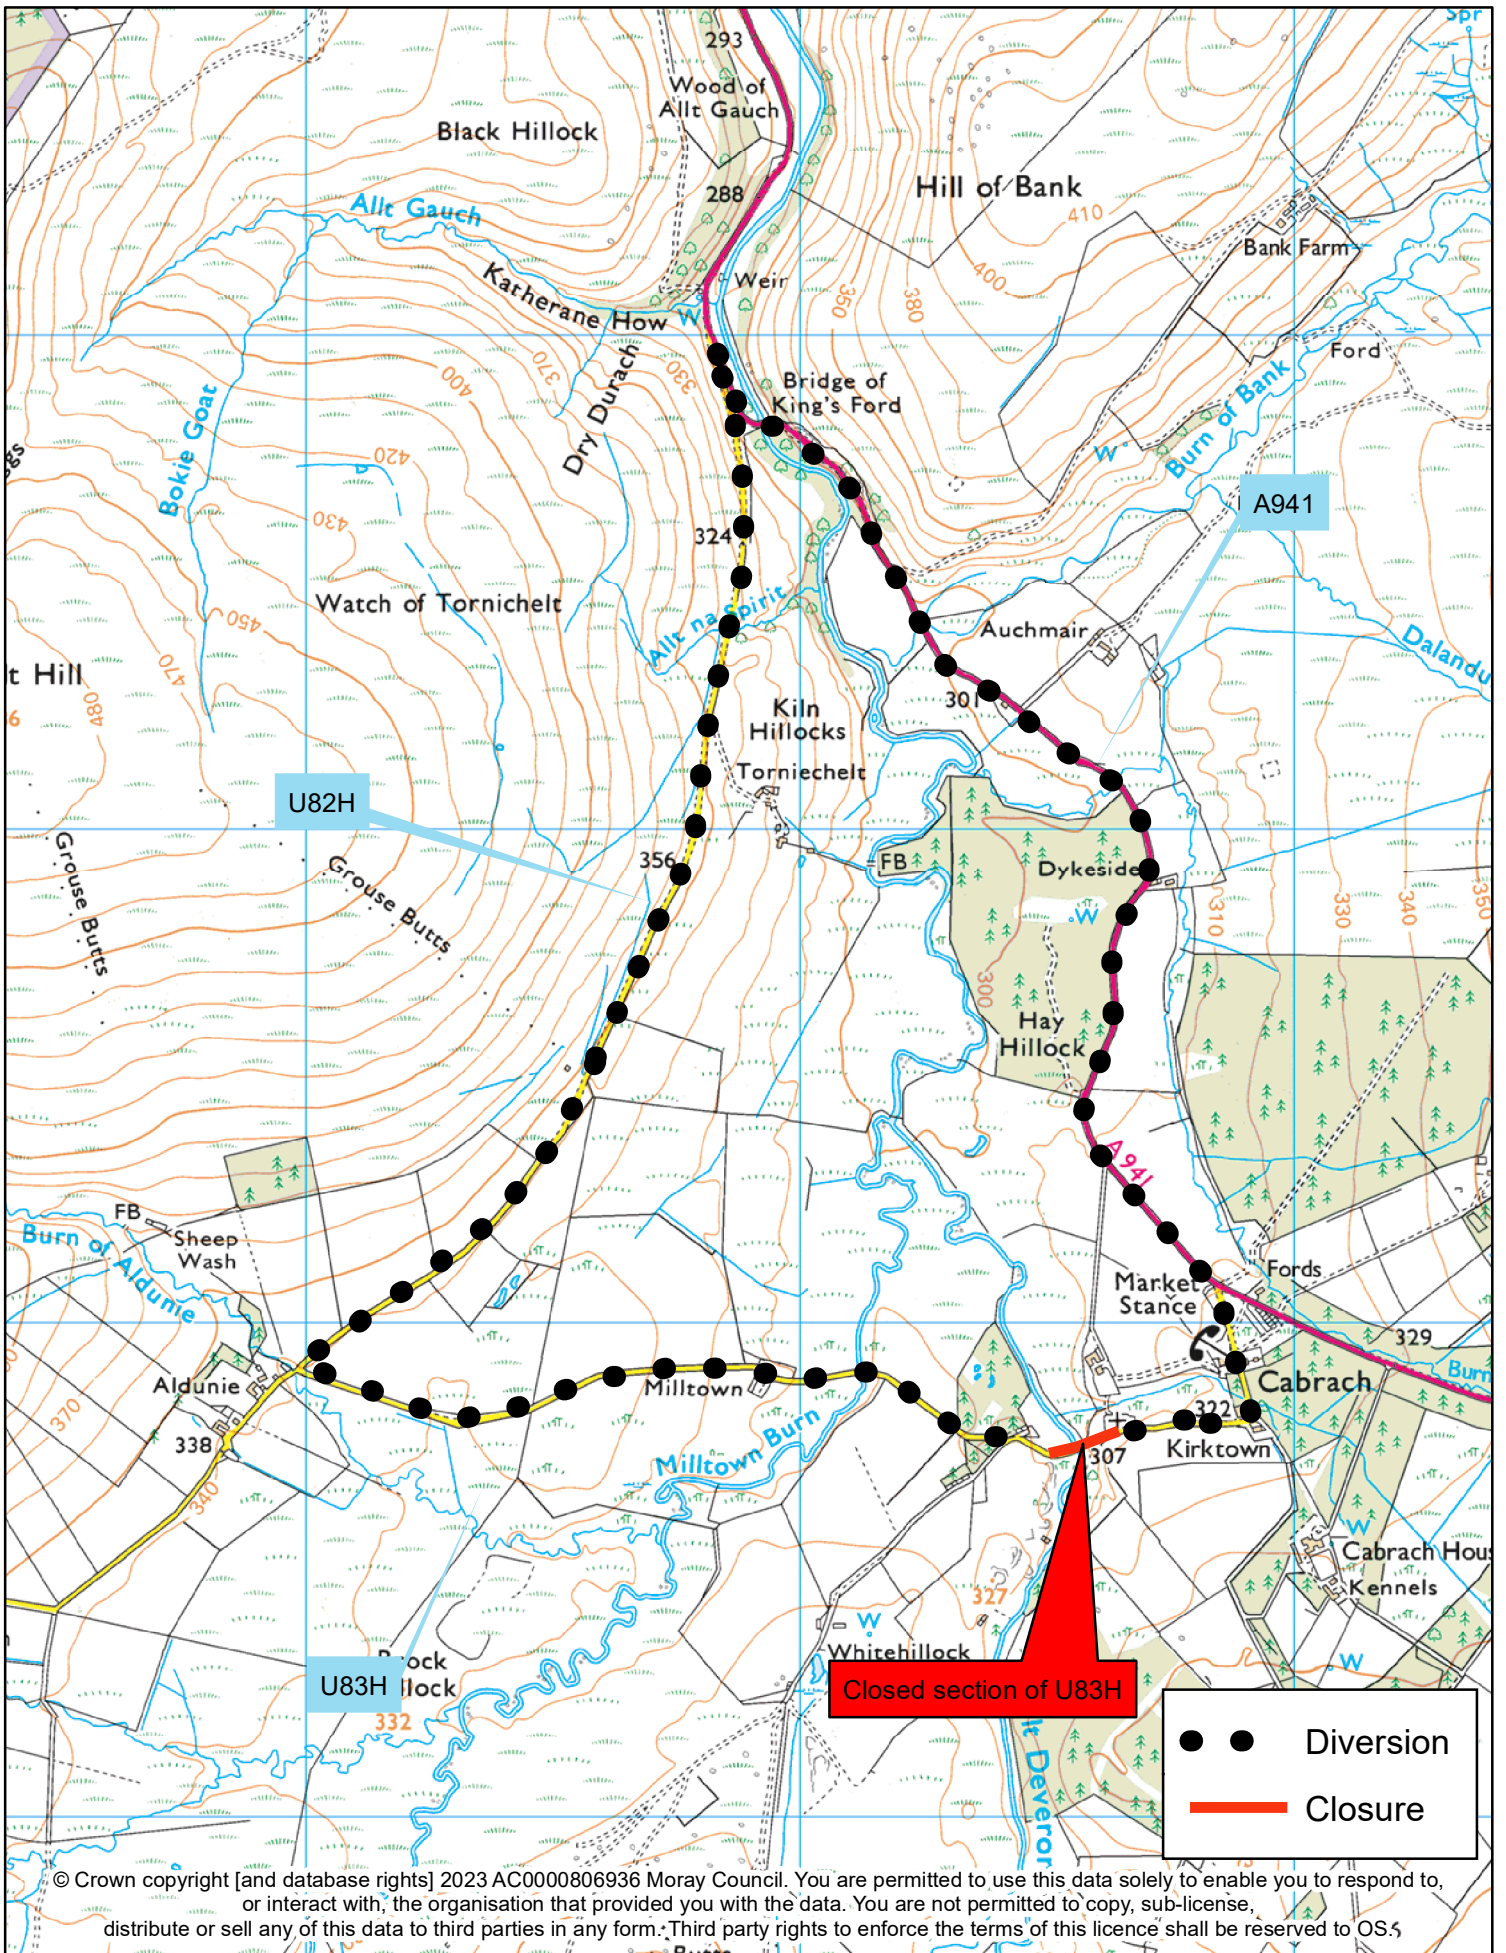 Spr
293
Wood of
Allt Gauch
Black Hillock
288
Hill of Bank
410
Allt Gauch
Bank Farm
Katherane How
Weir
W
400
350
380
Ford
Dry Durach
330
370
400
Bridge of
King's Ford
Bokie Goat
420
Burn of Bank
W
430
A941
324
Watch of Tornichelt
450
Allt na Spirit
Auchmair
Dalandu
t Hill
470
480
6
301
Kiln
Hillocks
Torniechelt
U82H
356
FB
Dykeside
Grouse Butts
Grouse Butts
W
310
330
340
350
300
Hay
Hillock
A 941
FB
Sheep
Wash
Burn of Aldunie
Fords
Market
Stance
329
Burn
Aldunie
Milltown
Cabrach
370
322
338
Kirktown
307
Milltown Burn
340
W
Cabrach Hous
Kennels
327
W
Whitehillock
W
Brock
llock
U83H
332
Closed section of U83H
lt Deveron
Diversion
Closure
© Crown copyright [and database rights] 2023 AC0000806936 Moray Council. You are permitted to use this data solely to enable you to respond to,
or interact with, the organisation that provided you with the data. You are not permitted to copy, sub-license,
distribute or sell any of this data to third parties in any form. Third party rights to enforce the terms of this licence shall be reserved to OS.